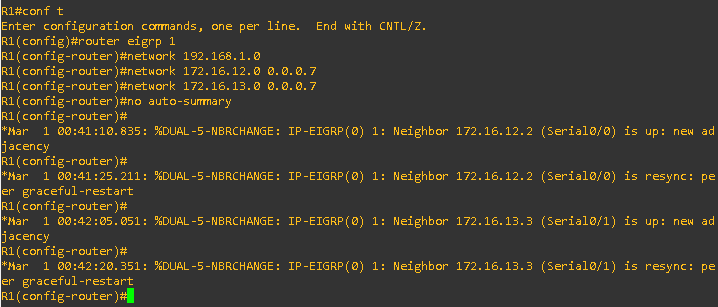 R1#conf t
Enter configuration commands, one per line.  End with CNTL/Z.
R1(config)#router eigrp 1
R1(config-router)#network 192.168.1.0
R1(config-router)#network 172.16.12.0 0.0.0.7
R1(config-router)#network 172.16.13.0 0.0.0.7
R1(config-router)#no auto-summary
R1(config-router)#
*Mar  1 00:41:10.835: %DUAL-5-NBRCHANGE: IP-EIGRP(0) 1: Neighbor 172.16.12.2 (Serial0/0) is up: new ad
jacency
R1(config-router)#
*Mar  1 00:41:25.211: %DUAL-5-NBRCHANGE: IP-EIGRP(0) 1: Neighbor 172.16.12.2 (Serial0/0) is resync: pe
er graceful-restart
R1(config-router)#
*Mar  1 00:42:05.051: %DUAL-5-NBRCHANGE: IP-EIGRP(0) 1: Neighbor 172.16.13.3 (Serial0/1) is up: new ad
jacency
R1(config-router)#
*Mar  1 00:42:20.351: %DUAL-5-NBRCHANGE: IP-EIGRP(0) 1: Neighbor 172.16.13.3 (Serial0/1) is resync: pe
er graceful-restart
R1(config-router)#